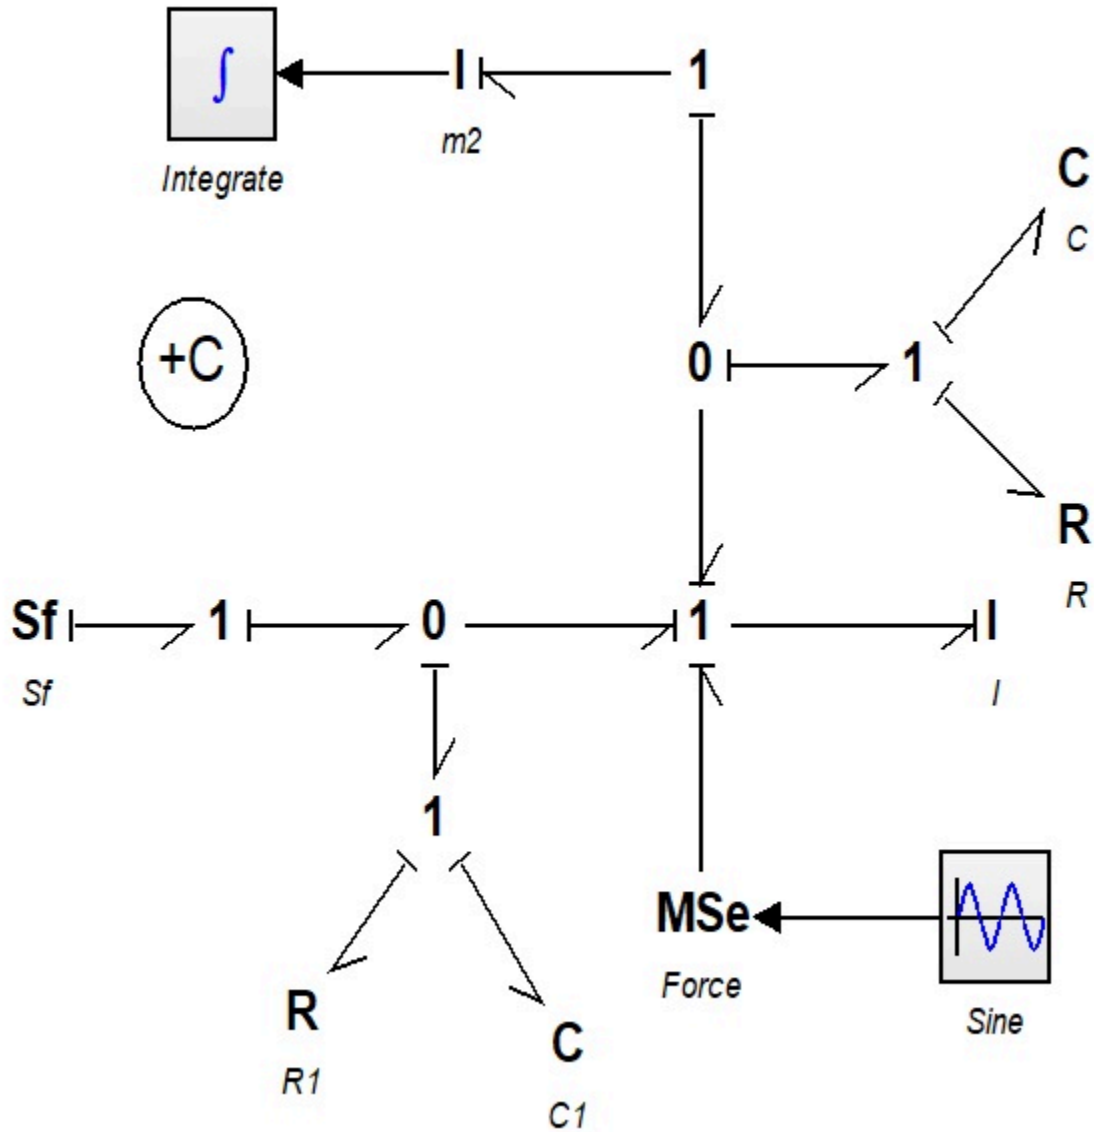 ∫
I
1
m2
Integrate
C
C
+C
0
1
R
R
Sf
1
0
1
I
Sf
I
1
MSe
Force
R
Sine
C
R1
C1